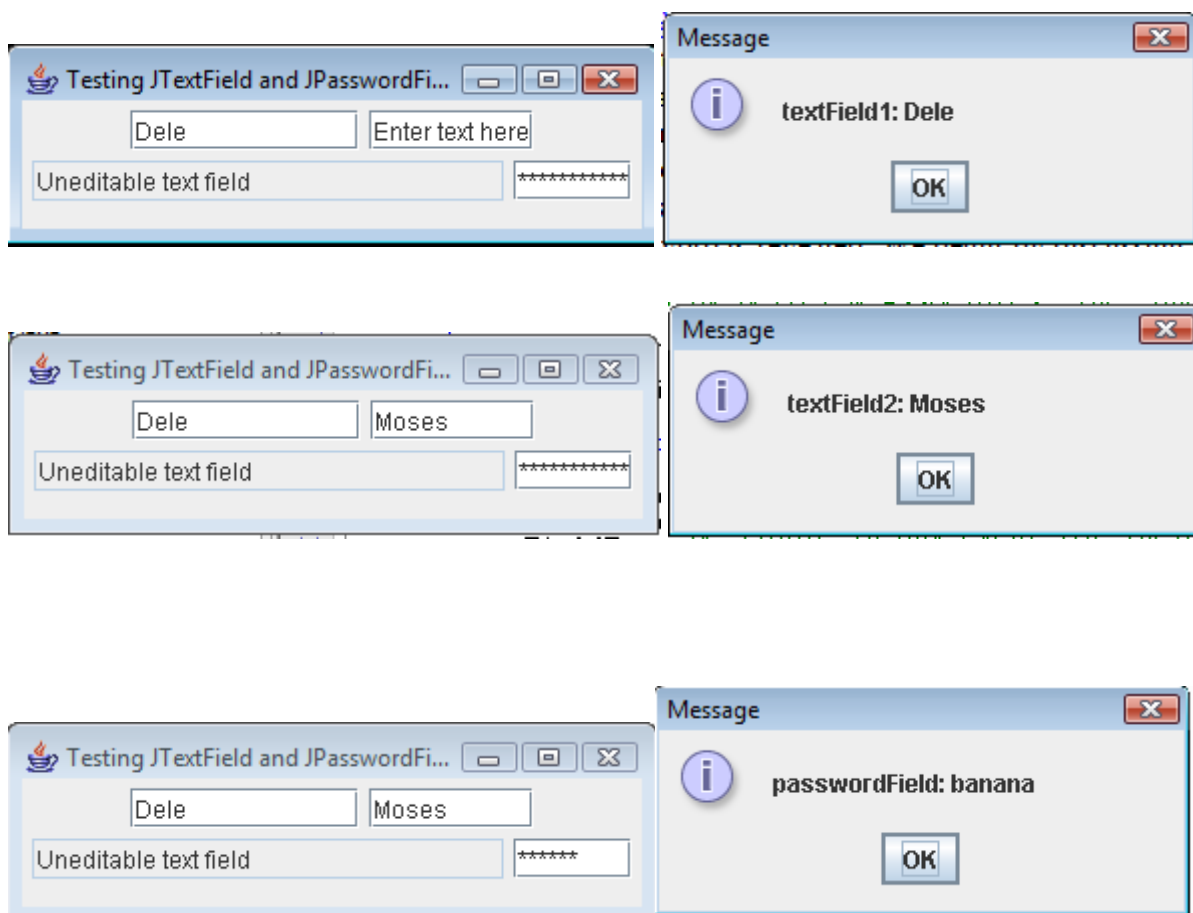 Testing JTextField and JPasswordFi...
Dele
Enter text here
Uneditable text field
***********
Message
i
textField1: Dele
OK
Testing JTextField and JPasswordFi...
Dele
Moses
Uneditable text field
***********
Message
i
textField2: Moses
OK
Testing JTextField and JPasswordFi...
Dele
Moses
Uneditable text field
******
Message
i
passwordField: banana
OK